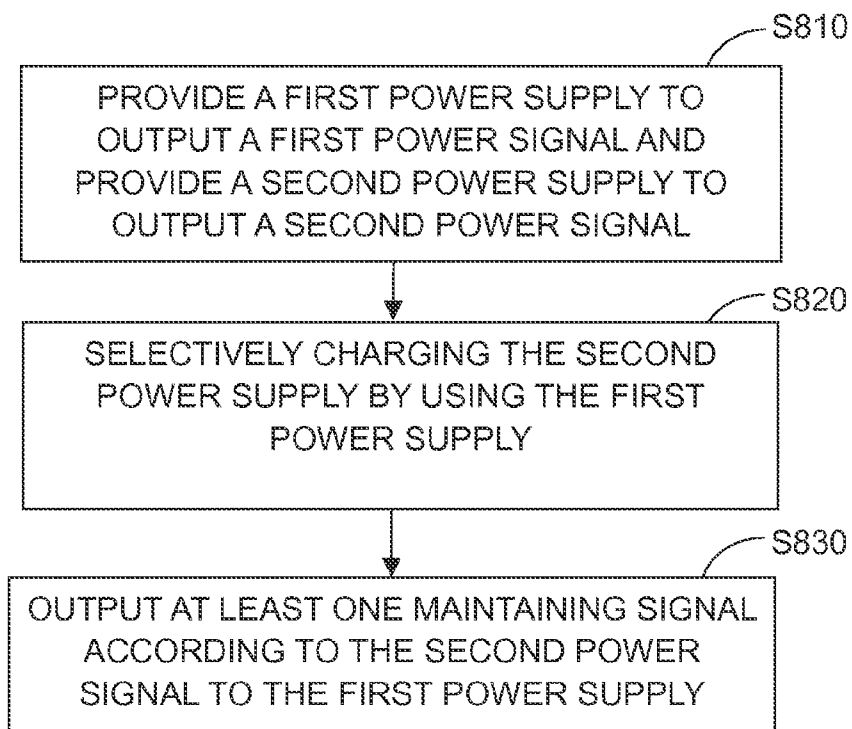 S810
PROVIDE A FIRST POWER SUPPLY TO
OUTPUT A FIRST POWER SIGNAL AND
PROVIDE A SECOND POWER SUPPLY TO
OUTPUT A SECOND POWER SIGNAL
S820
SELECTIVELY CHARGING THE SECOND
POWER SUPPLY BY USING THE FIRST
POWER SUPPLY
S830
OUTPUT AT LEAST ONE MAINTAINING SIGNAL
ACCORDING TO THE SECOND POWER
SIGNAL TO THE FIRST POWER SUPPLY